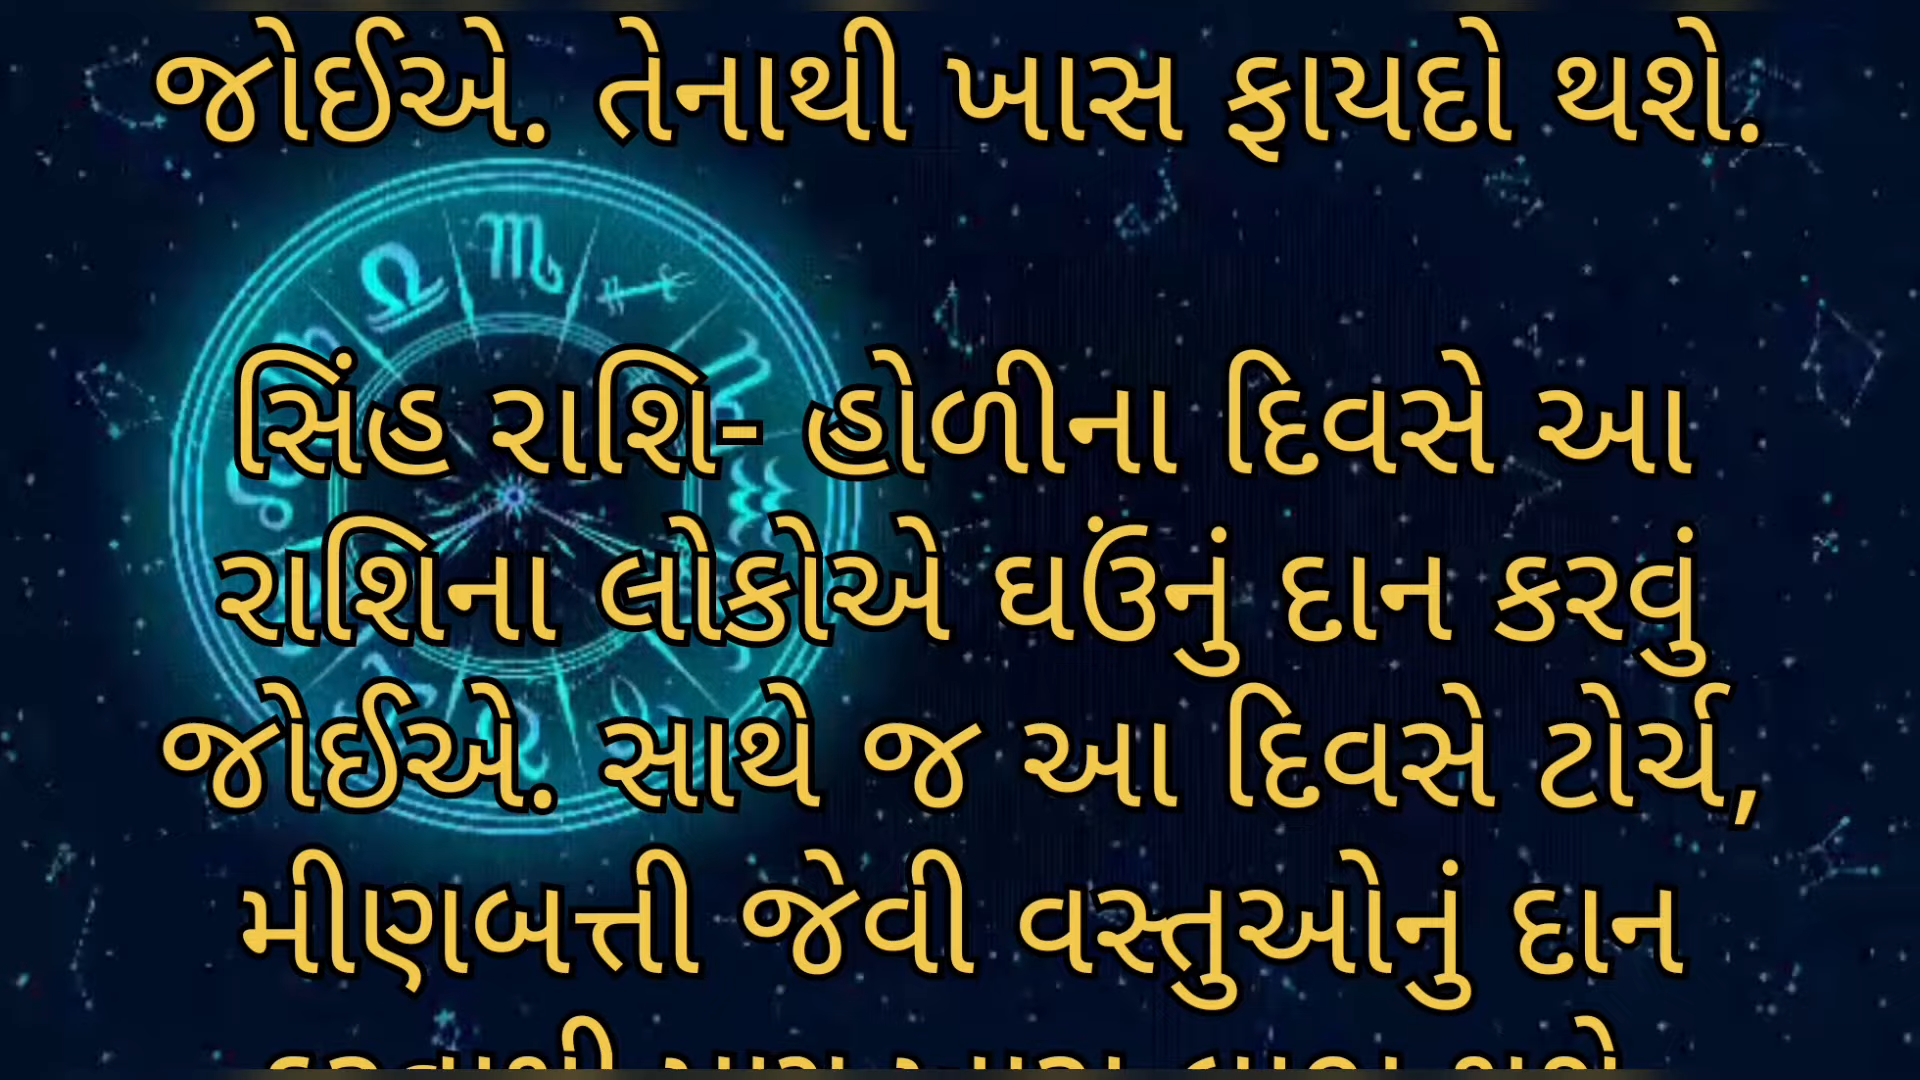 જોઈએ. તેનાથી ખાસ ફાયદો થશે.
સિંહ રાશિ- હોળીના દિવસે આ
રાશિના લોકોએ ઘઉંનું દાન કરવું
જોઈએ. સાથે જ આ દિવસે ટોર્ચ,
મીણબત્તી જેવી વસ્તુઓનું દાન